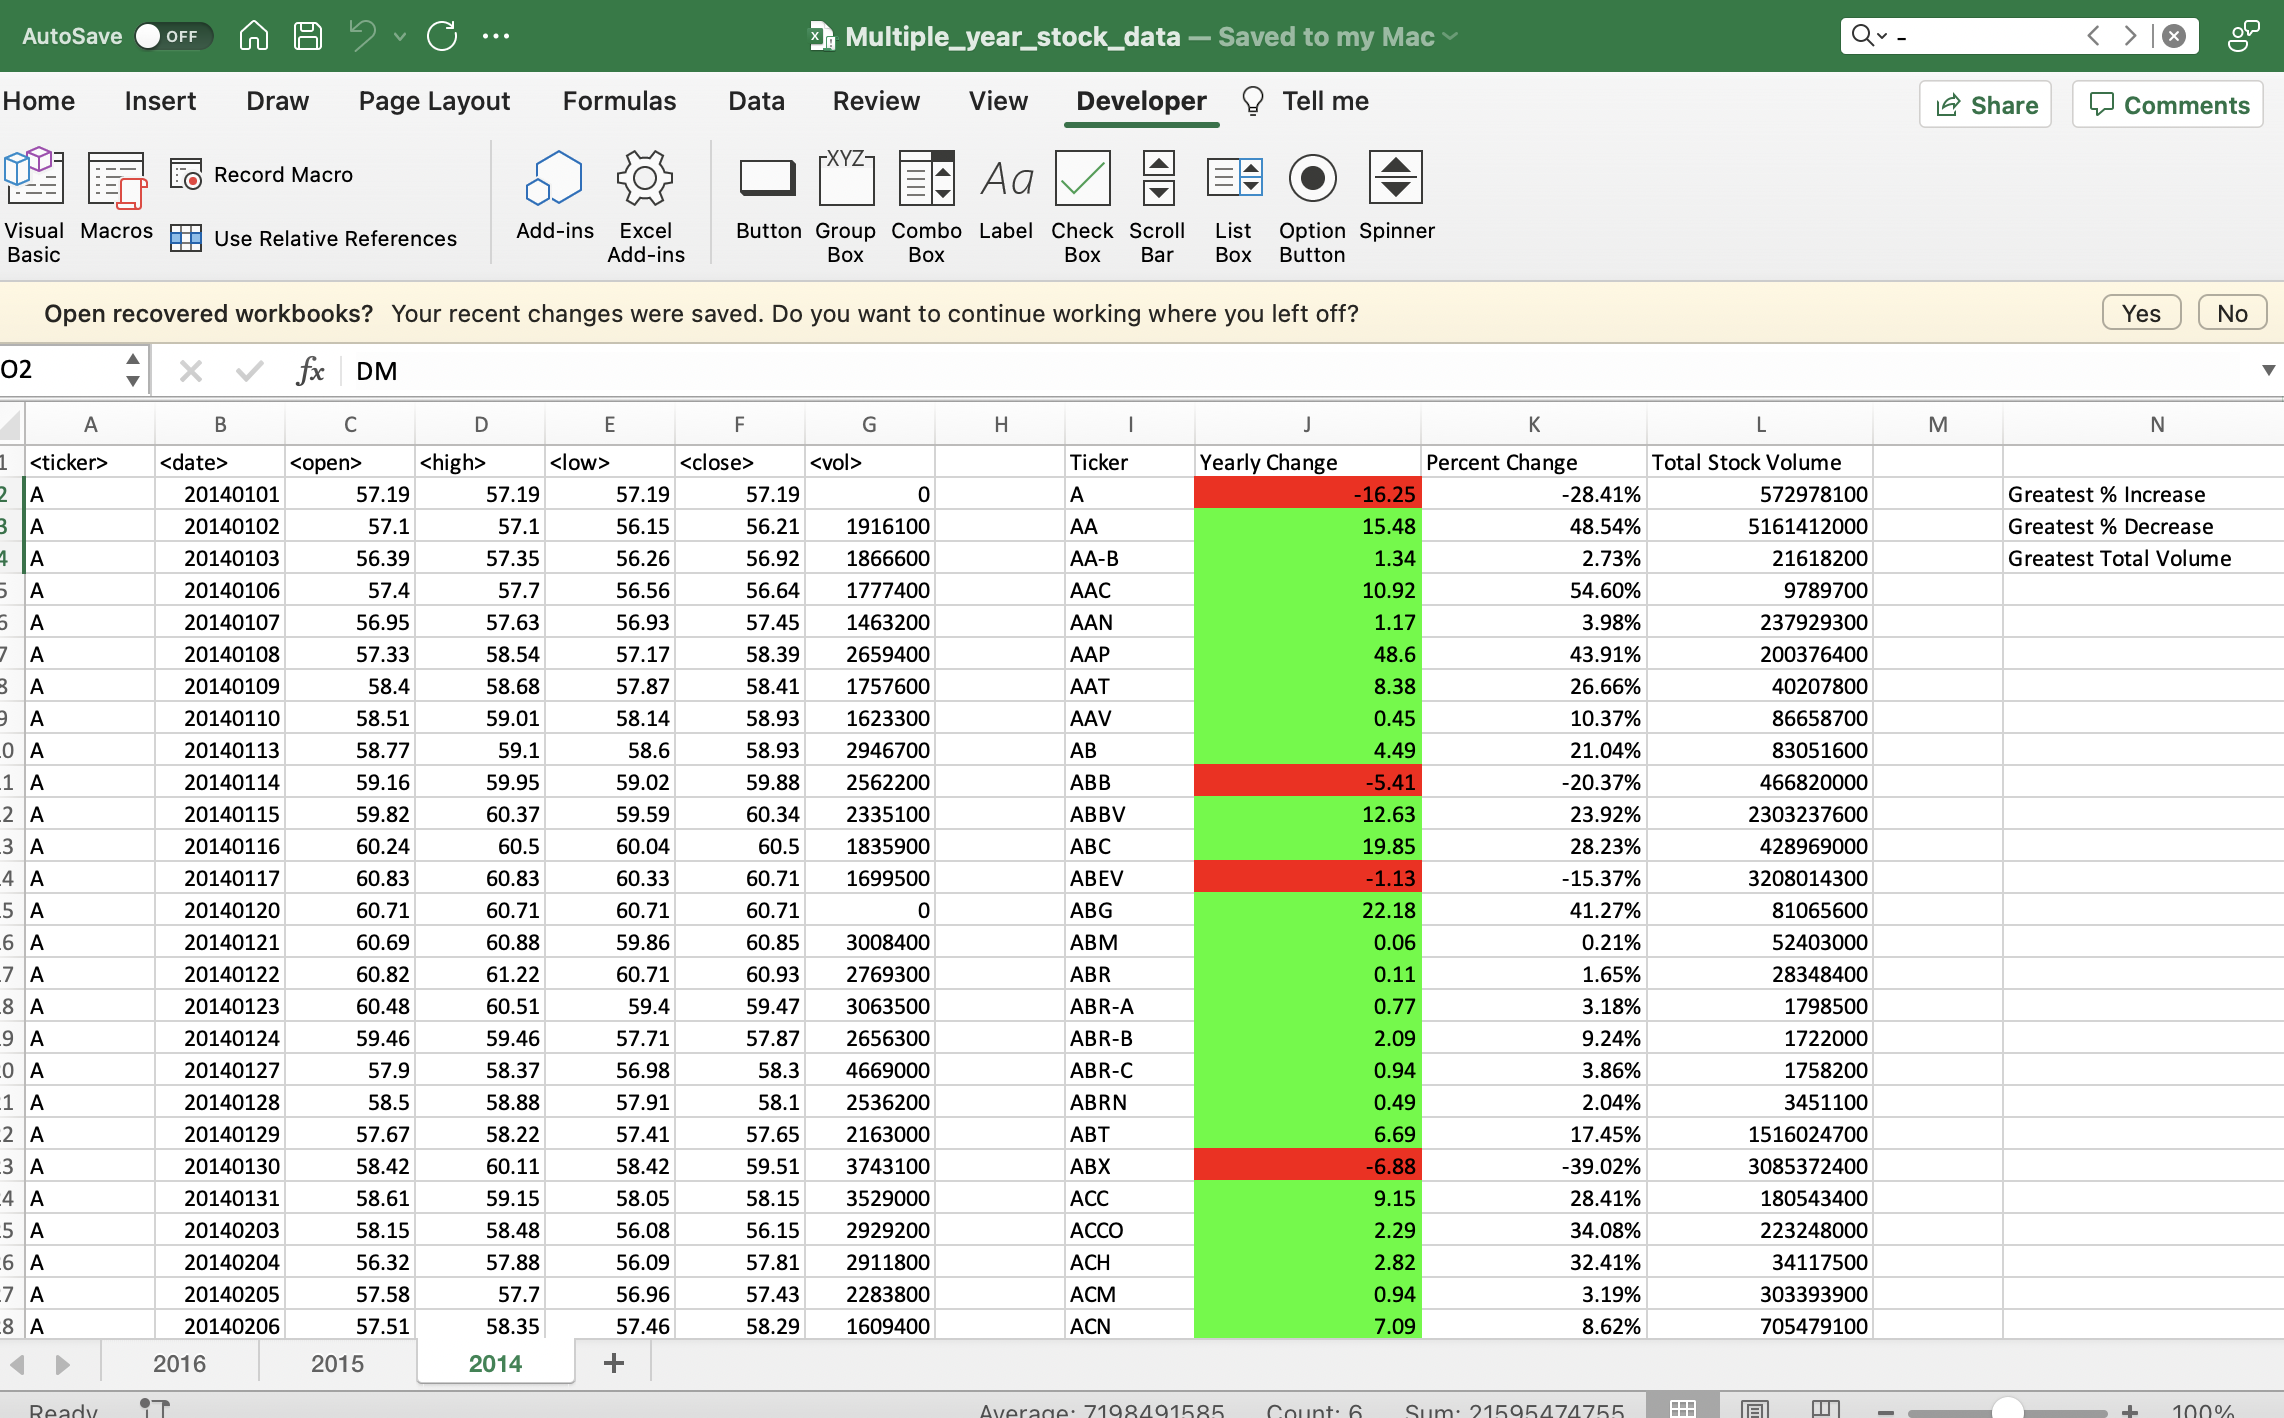 AutoSave OFF Multiple_year_stock_data — Saved to my Mac -
Home Insert Draw Page Layout Formulas Data Review View Developer Tell me Share Comments
Visual Basic Macros Record Macro Use Relative References Add-ins Excel Add-ins Button XYZ Group Box Combo Box Aa Label Check Box Scroll Bar List Box Option Button Spinner
Open recovered workbooks? Your recent changes were saved. Do you want to continue working where you left off? Yes No
O2 fx DM
A B C D E F G H I J K L M N
1 <ticker> <date> <open> <high> <low> <close> <vol> Ticker Yearly Change Percent Change Total Stock Volume
2 A 20140101 57.19 57.19 57.19 57.19 0 A -16.25 -28.41% 572978100 Greatest % Increase
3 A 20140102 57.1 57.1 56.15 56.21 1916100 AA 15.48 48.54% 5161412000 Greatest % Decrease
4 A 20140103 56.39 57.35 56.26 56.92 1866600 AA-B 1.34 2.73% 21618200 Greatest Total Volume
5 A 20140106 57.4 57.7 56.56 56.64 1777400 AAC 10.92 54.60% 9789700
6 A 20140107 56.95 57.63 56.93 57.45 1463200 AAN 1.17 3.98% 237929300
7 A 20140108 57.33 58.54 57.17 58.39 2659400 AAP 48.6 43.91% 200376400
8 A 20140109 58.4 58.68 57.87 58.41 1757600 AAT 8.38 26.66% 40207800
9 A 20140110 58.51 59.01 58.14 58.93 1623300 AAV 0.45 10.37% 86658700
0 A 20140113 58.77 59.1 58.6 58.93 2946700 AB 4.49 21.04% 83051600
1 A 20140114 59.16 59.95 59.02 59.88 2562200 ABB -5.41 -20.37% 466820000
2 A 20140115 59.82 60.37 59.59 60.34 2335100 ABBV 12.63 23.92% 2303237600
3 A 20140116 60.24 60.5 60.04 60.5 1835900 ABC 19.85 28.23% 428969000
4 A 20140117 60.83 60.83 60.33 60.71 1699500 ABEV -1.13 -15.37% 3208014300
5 A 20140120 60.71 60.71 60.71 60.71 0 ABG 22.18 41.27% 81065600
6 A 20140121 60.69 60.88 59.86 60.85 3008400 ABM 0.06 0.21% 52403000
7 A 20140122 60.82 61.22 60.71 60.93 2769300 ABR 0.11 1.65% 28348400
8 A 20140123 60.48 60.51 59.4 59.47 3063500 ABR-A 0.77 3.18% 1798500
9 A 20140124 59.46 59.46 57.71 57.87 2656300 ABR-B 2.09 9.24% 1722000
0 A 20140127 57.9 58.37 56.98 58.3 4669000 ABR-C 0.94 3.86% 1758200
1 A 20140128 58.5 58.88 57.91 58.1 2536200 ABRN 0.49 2.04% 3451100
2 A 20140129 57.67 58.22 57.41 57.65 2163000 ABT 6.69 17.45% 1516024700
3 A 20140130 58.42 60.11 58.42 59.51 3743100 ABX -6.88 -39.02% 3085372400
4 A 20140131 58.61 59.15 58.05 58.15 3529000 ACC 9.15 28.41% 180543400
5 A 20140203 58.15 58.48 56.08 56.15 2929200 ACCO 2.29 34.08% 223248000
6 A 20140204 56.32 57.88 56.09 57.81 2911800 ACH 2.82 32.41% 34117500
7 A 20140205 57.58 57.7 56.96 57.43 2283800 ACM 0.94 3.19% 303393900
8 A 20140206 57.51 58.35 57.46 58.29 1609400 ACN 7.09 8.62% 705479100
2016 2015 2014 +
Ready Average: 7198491585 Count: 6 Sum: 21595474755 100%